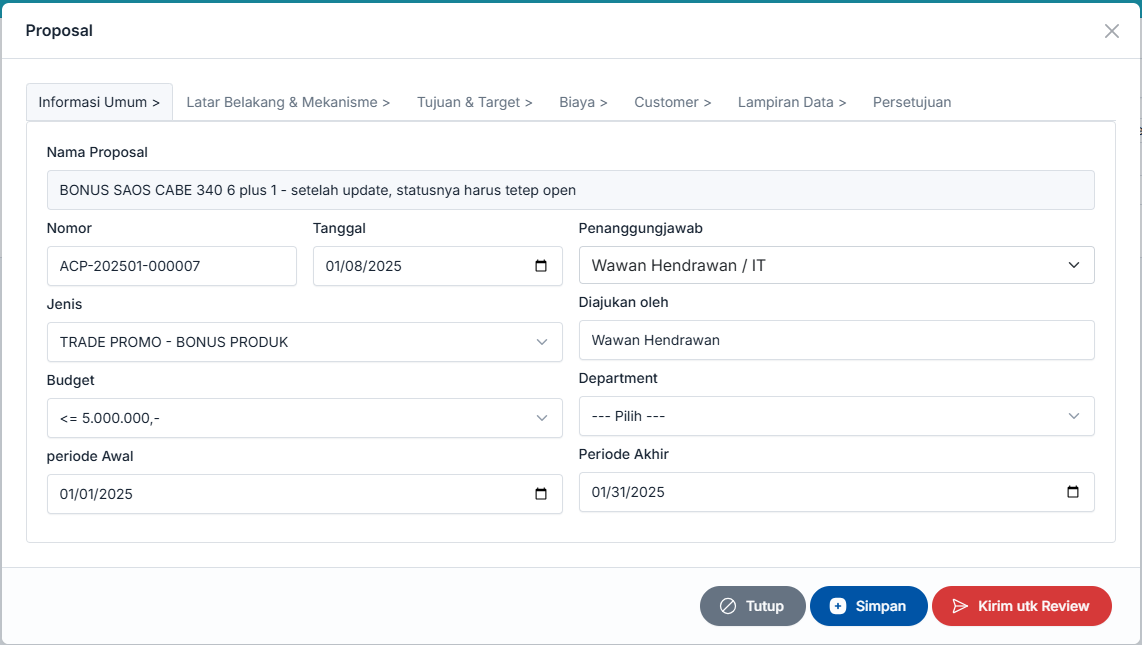 Proposal
Informasi Umum >
Latar Belakang & Mekanisme >
Tujuan & Target >
Biaya >
Customer >
Lampiran Data >
Persetujuan
Nama Proposal
BONUS SAOS CABE 340 6 plus 1 - setelah update, statusnya harus tetep open
Nomor
Tanggal
Penanggungjawab
ACP-202501-000007
01/08/2025
Wawan Hendrawan / IT
Jenis
Diajukan oleh
TRADE PROMO - BONUS PRODUK
Wawan Hendrawan
Budget
Department
<= 5.000.000,-
--- Pilih ---
periode Awal
Periode Akhir
01/01/2025
01/31/2025
Tutup
Simpan
Kirim utk Review